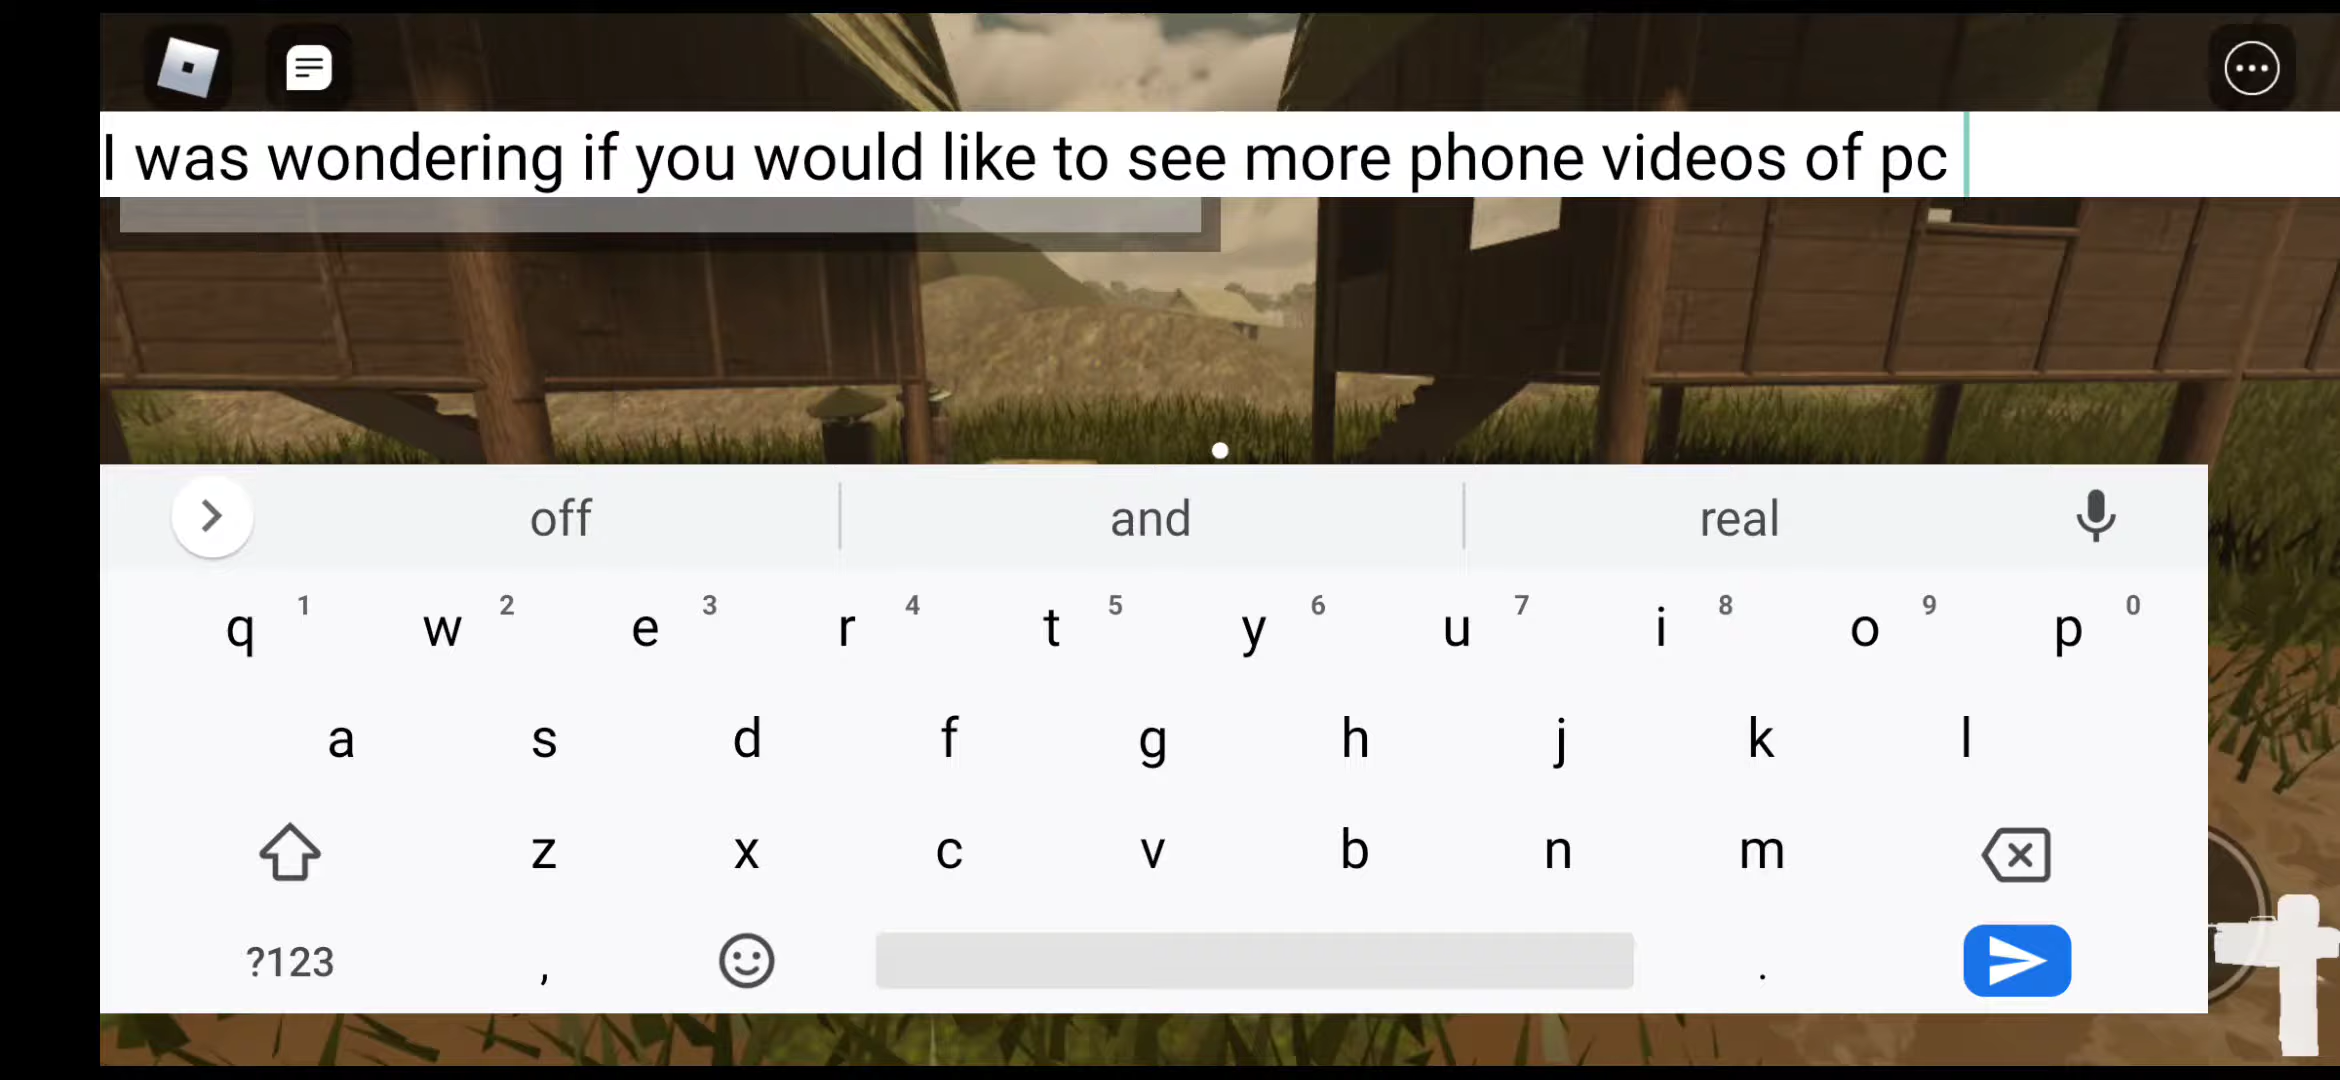 I was wondering if you would like to see more phone videos of pc
off and real
q 1 w 2 e 3 r 4 t 5 y 6 u 7 i 8 o 9 p 0
a s d f g h j k l
z x c v b n m
?123 , .